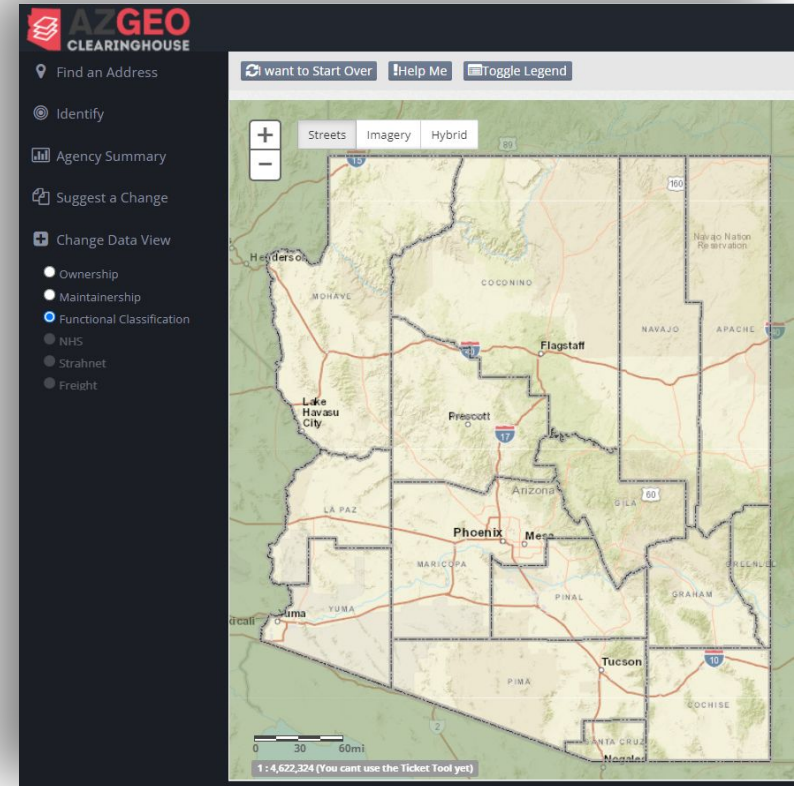 AZGEO
CLEARINGHOUSE
Find an Address
Identify
Agency Summary
Suggest a Change
Change Data View
Ownership
Maintainership
Functional Classification
NHS
Strahnet
Freight
I want to Start Over
Help Me
Toggle Legend
+
−
Streets
Imagery
Hybrid
89
15
160
Navajo Nation
Reservation
Henderson
COCONINO
MOHAVE
NAVAJO
APACHE
40
Flagstaff
40
Lake
Havasu
City
Prescott
17
Arizona
60
GILA
LA PAZ
Phoenix
Mesa
MARICOPA
GREENLEE
GRAHAM
PINAL
YUMA
Yuma
xicali
Tucson
10
PIMA
COCHISE
2
SANTA CRUZ
Nogales
0 30 60mi
1 : 4,622,324 (You cant use the Ticket Tool yet)